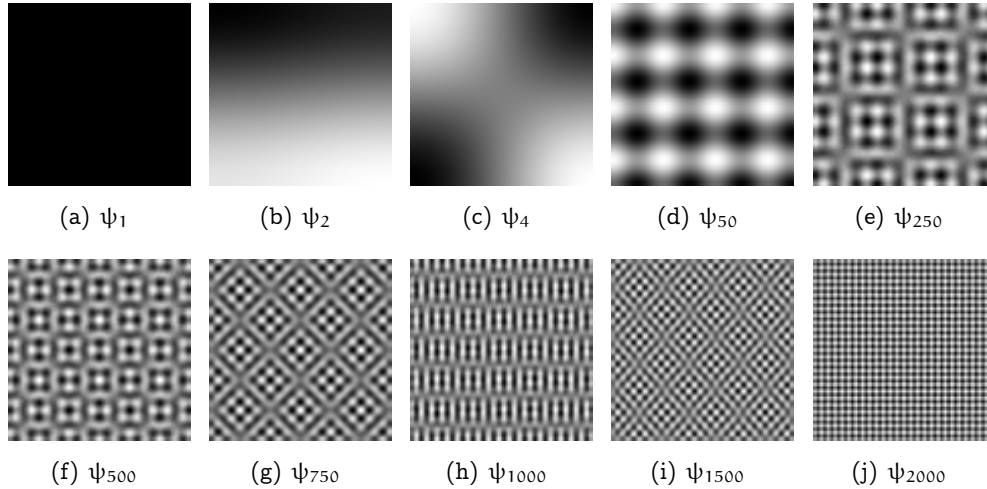 (a) ψ₁ (b) ψ₂ (c) ψ₄ (d) ψ₅₀ (e) ψ₂₅₀
(f) ψ₅₀₀ (g) ψ₇₅₀ (h) ψ₁₀₀₀ (i) ψ₁₅₀₀ (j) ψ₂₀₀₀